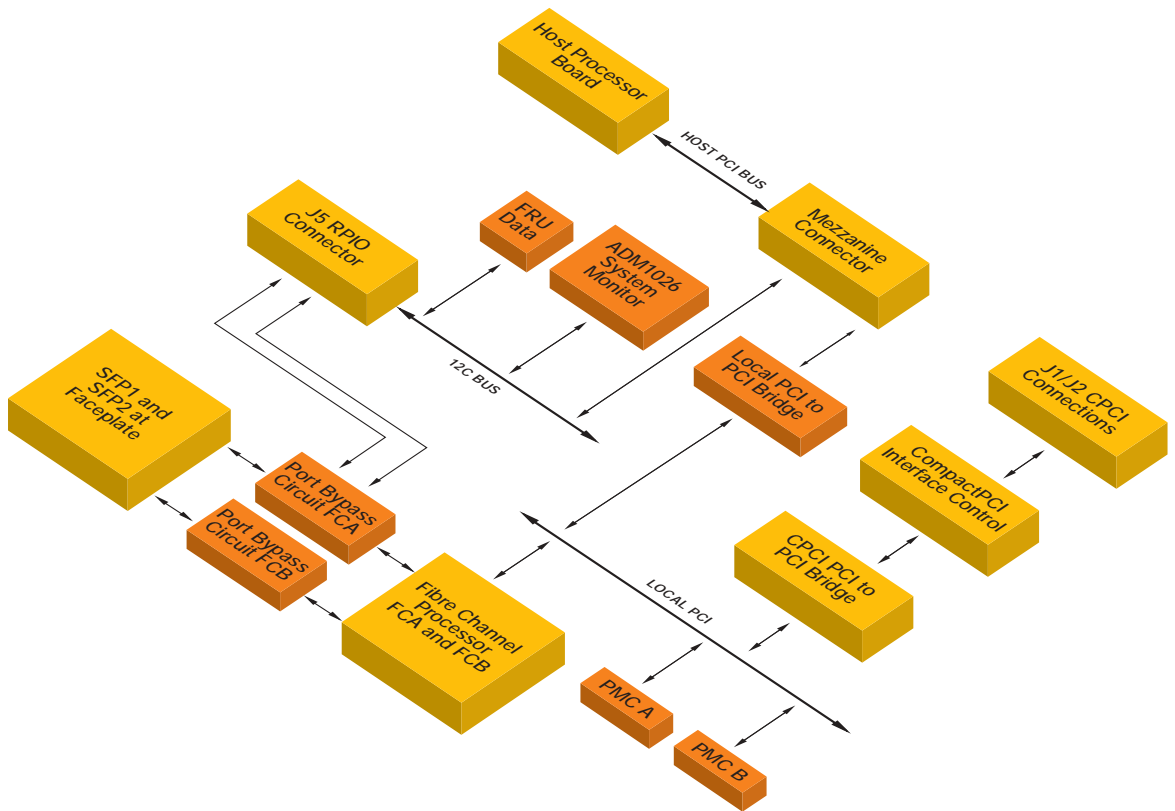 Host Processor
Board
HOST PCI BUS
J5 RPIO
Connector
FRU
Data
ADM1026
System
Monitor
Mezzanine
Connector
12C BUS
Local PCI to
PCI Bridge
J1/J2 CPCI
Connections
SFP1 and
SFP2 at
Faceplate
CompactPCI
Interface Control
Port Bypass
Circuit FCA
Port Bypass
Circuit FCB
CPCI PCI to
PCI Bridge
Fibre Channel
Processor
FCA and FCB
LOCAL PCI
PMC A
PMC B